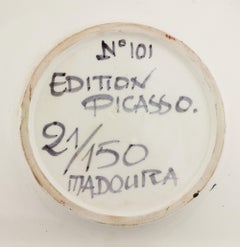 N° 101
EDITION
PICASSO.
21/150
MADOURA